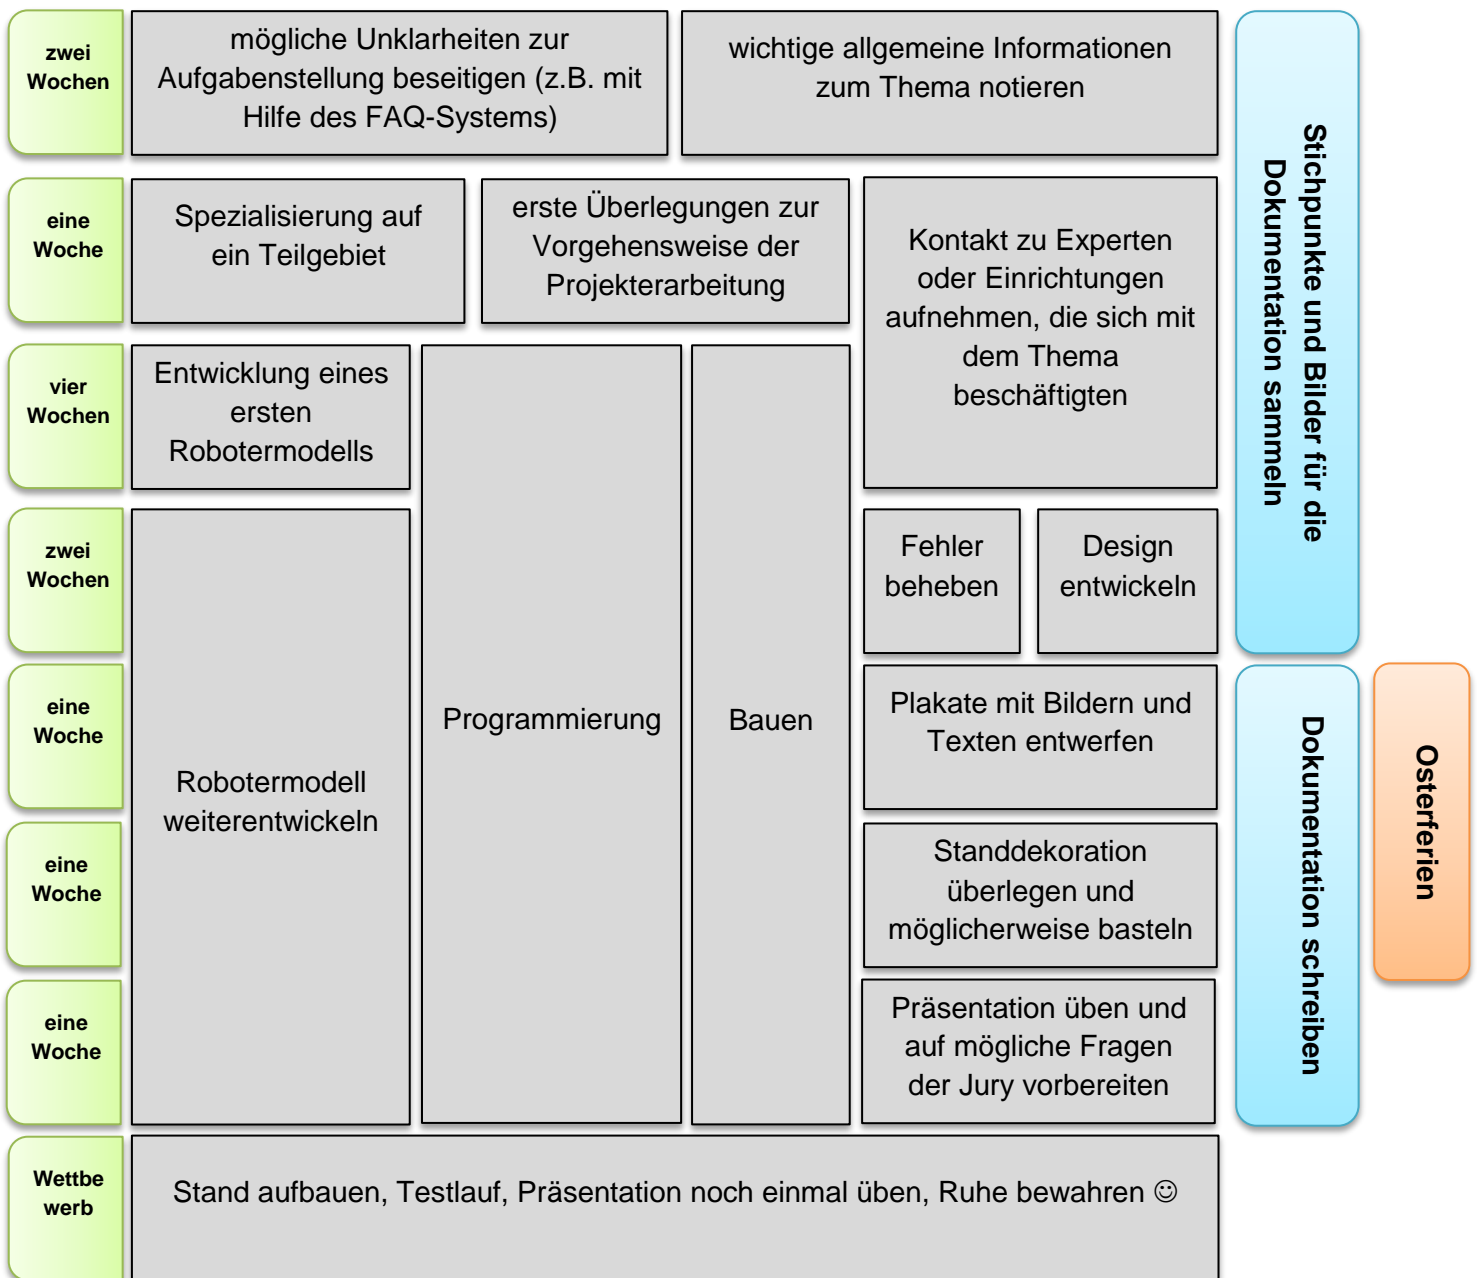 zwei
Wochen
mögliche Unklarheiten zur
Aufgabenstellung beseitigen (z.B. mit
Hilfe des FAQ-Systems)
wichtige allgemeine Informationen
zum Thema notieren
Stichpunkte und Bilder für die
Dokumentation sammeln
eine
Woche
Spezialisierung auf
ein Teilgebiet
erste Überlegungen zur
Vorgehensweise der
Projekterarbeitung
Kontakt zu Experten
oder Einrichtungen
aufnehmen, die sich mit
dem Thema
beschäftigten
vier
Wochen
Entwicklung eines
ersten
Robotermodells
Programmierung
Bauen
zwei
Wochen
Robotermodell
weiterentwickeln
Fehler
beheben
Design
entwickeln
eine
Woche
Plakate mit Bildern und
Texten entwerfen
Dokumentation schreiben
Osterferien
eine
Woche
Standdekoration
überlegen und
möglicherweise basteln
eine
Woche
Präsentation üben und
auf mögliche Fragen
der Jury vorbereiten
Wettbe
werb
Stand aufbauen, Testlauf, Präsentation noch einmal üben, Ruhe bewahren ☺